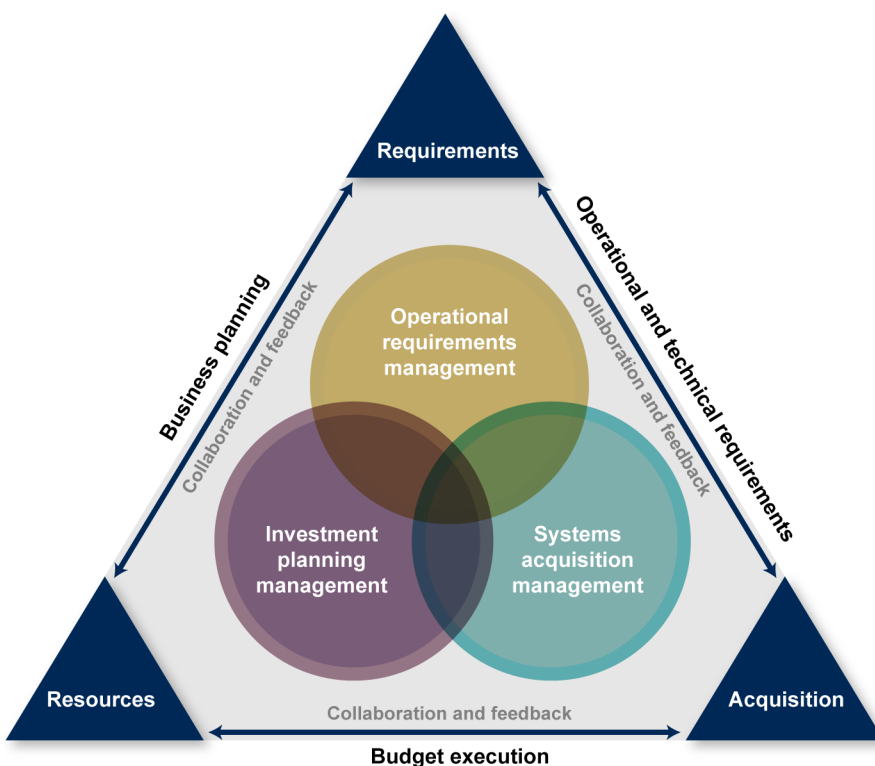 Requirements
Business planning
Collaboration and feedback
Operational and technical requirements
Collaboration and feedback
Operational
requirements
management
Investment
planning
management
Systems
acquisition
management
Resources
Acquisition
Collaboration and feedback
Budget execution